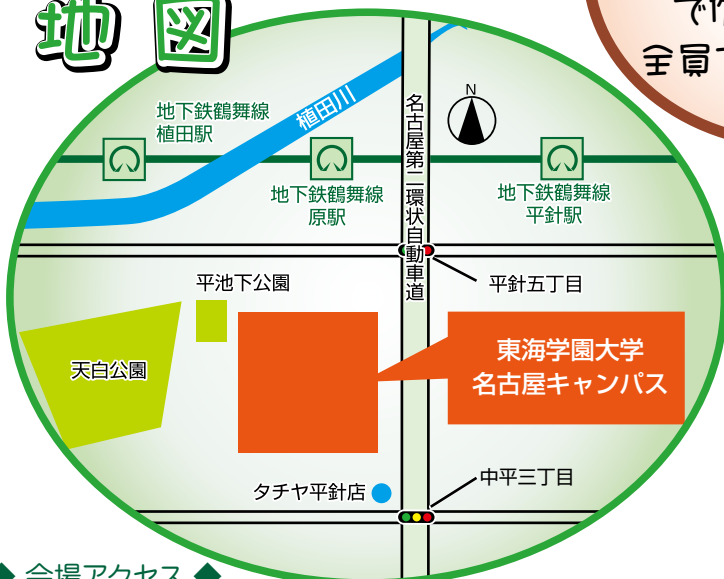 地図
で作
全員で
地下鉄鶴舞線
植田駅
植田川
名古屋第二環状自動車道
N
地下鉄鶴舞線
原駅
地下鉄鶴舞線
平針駅
平池下公園
平針五丁目
天白公園
東海学園大学
名古屋キャンパス
タチヤ平針店
中平三丁目
◆ 会場アクセス ◆